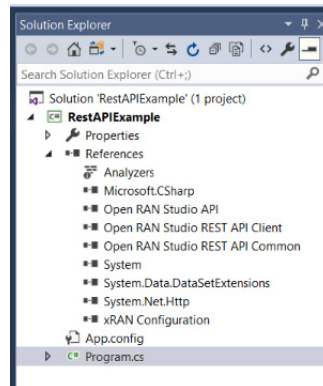 Solution Explorer
Search Solution Explorer (Ctrl+;)
Solution 'RestAPIExample' (1 project)
C# RestAPIExample
Properties
References
Analyzers
Microsoft.CSharp
Open RAN Studio API
Open RAN Studio REST API Client
Open RAN Studio REST API Common
System
System.Data.DataSetExtensions
System.Net.Http
xRAN Configuration
App.config
C# Program.cs